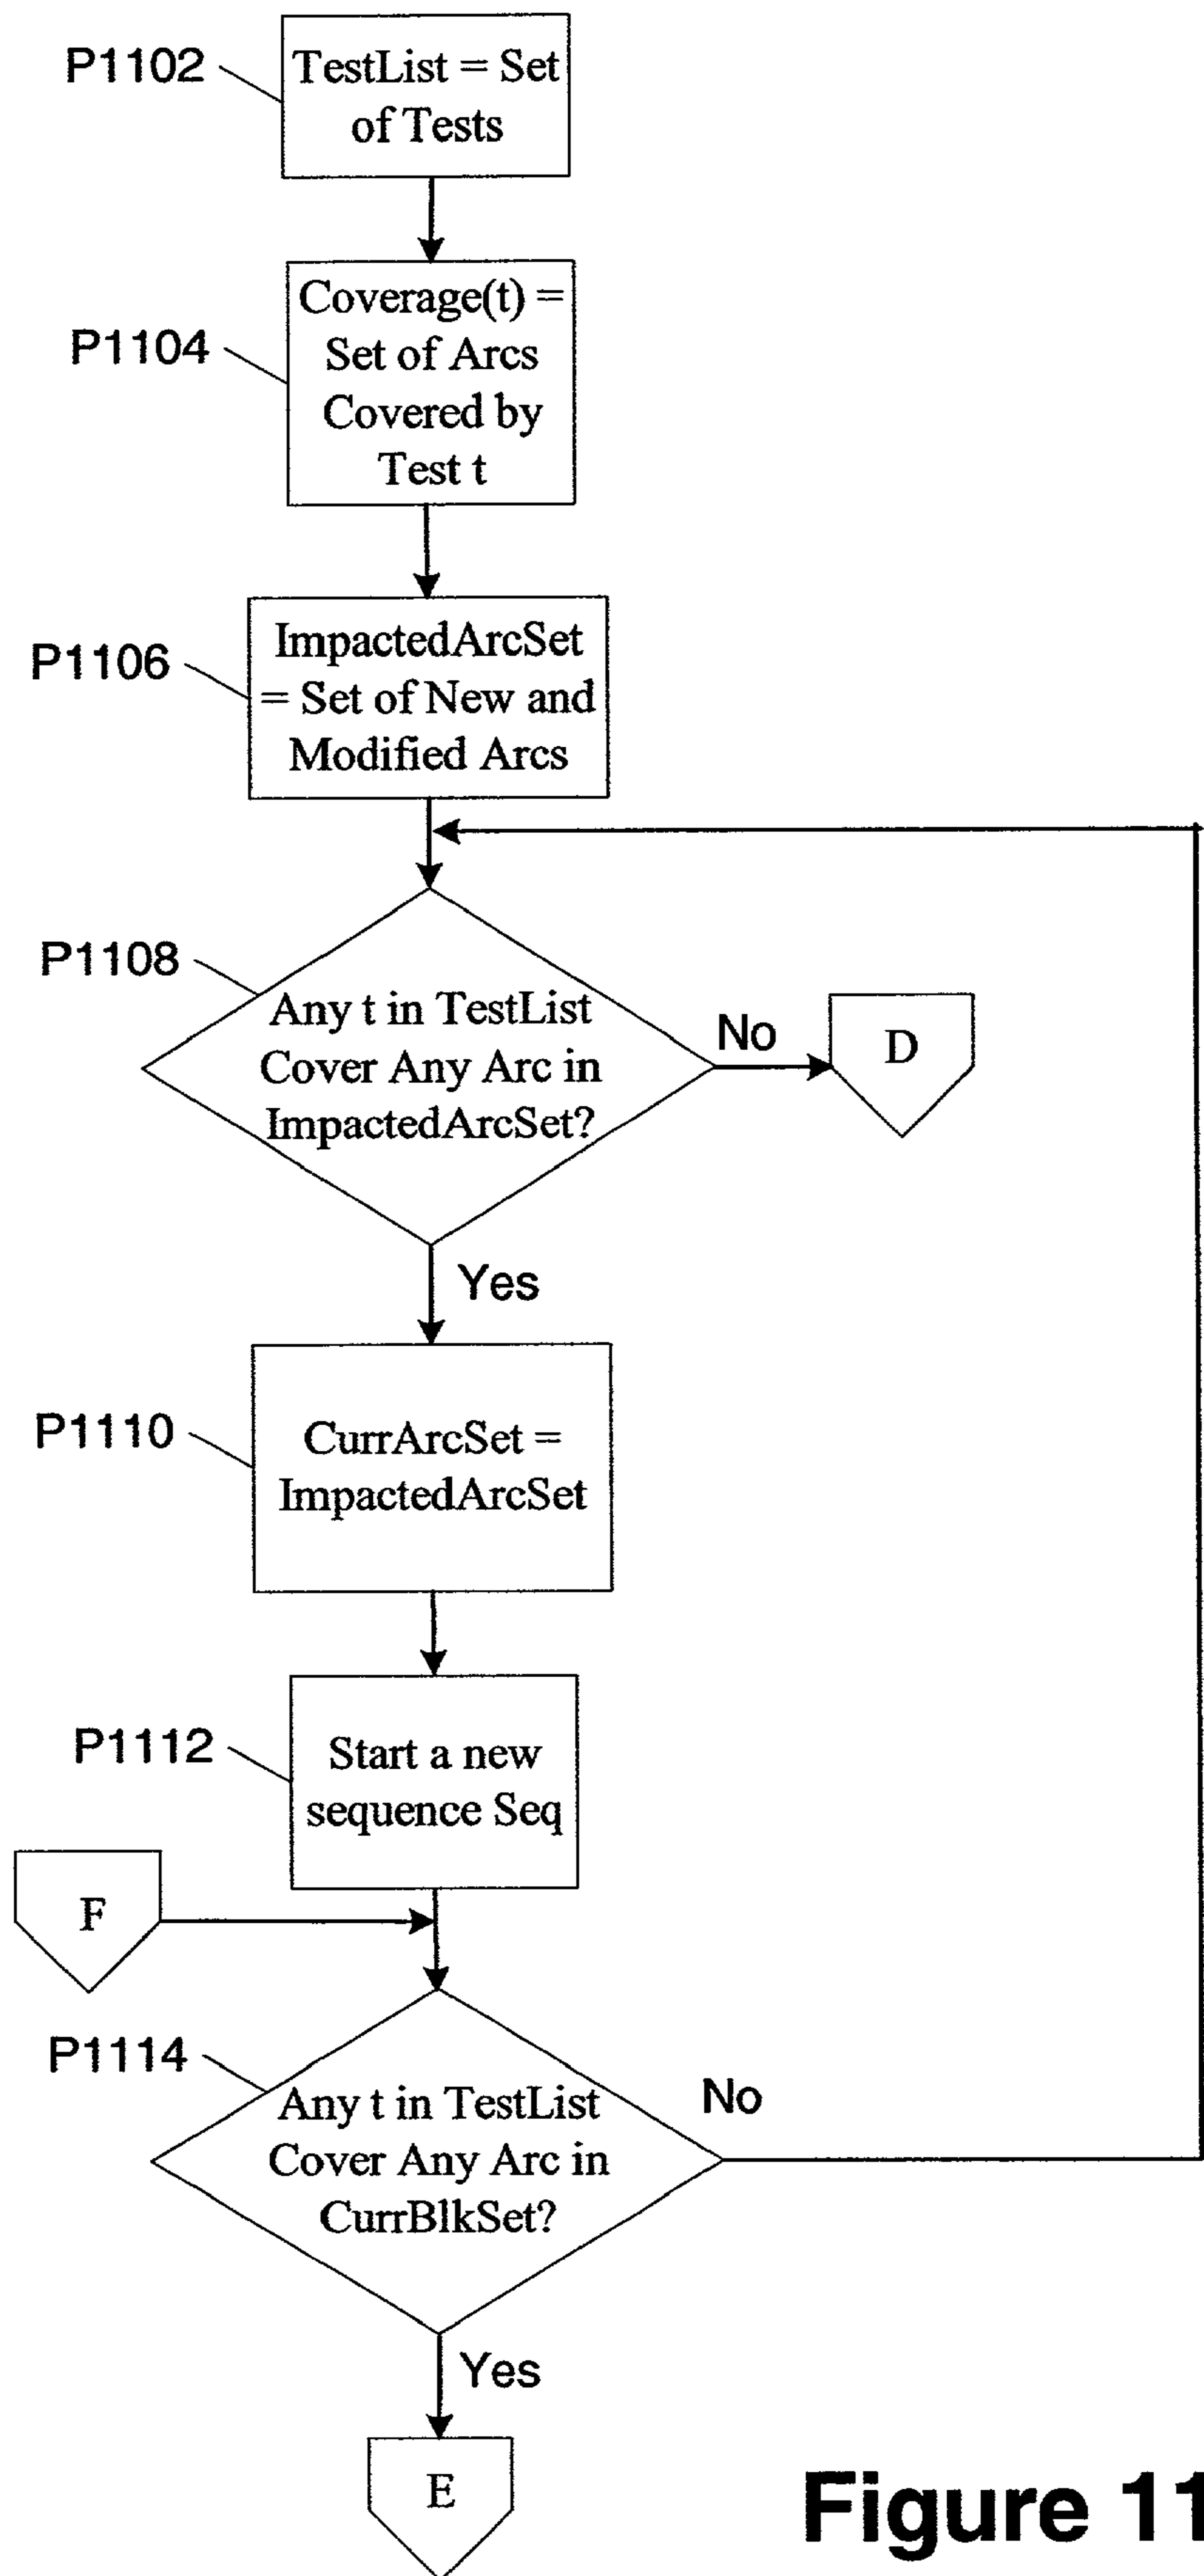 P1102
TestList = Set
of Tests
P1104
Coverage(t) =
Set of Arcs
Covered by
Test t
P1106
ImpactedArcSet
= Set of New and
Modified Arcs
P1108
Any t in TestList
Cover Any Arc in
ImpactedArcSet?
No
D
Yes
P1110
CurrArcSet =
ImpactedArcSet
P1112
Start a new
sequence Seq
F
P1114
Any t in TestList
Cover Any Arc in
CurrBlkSet?
No
Yes
E
Figure 11